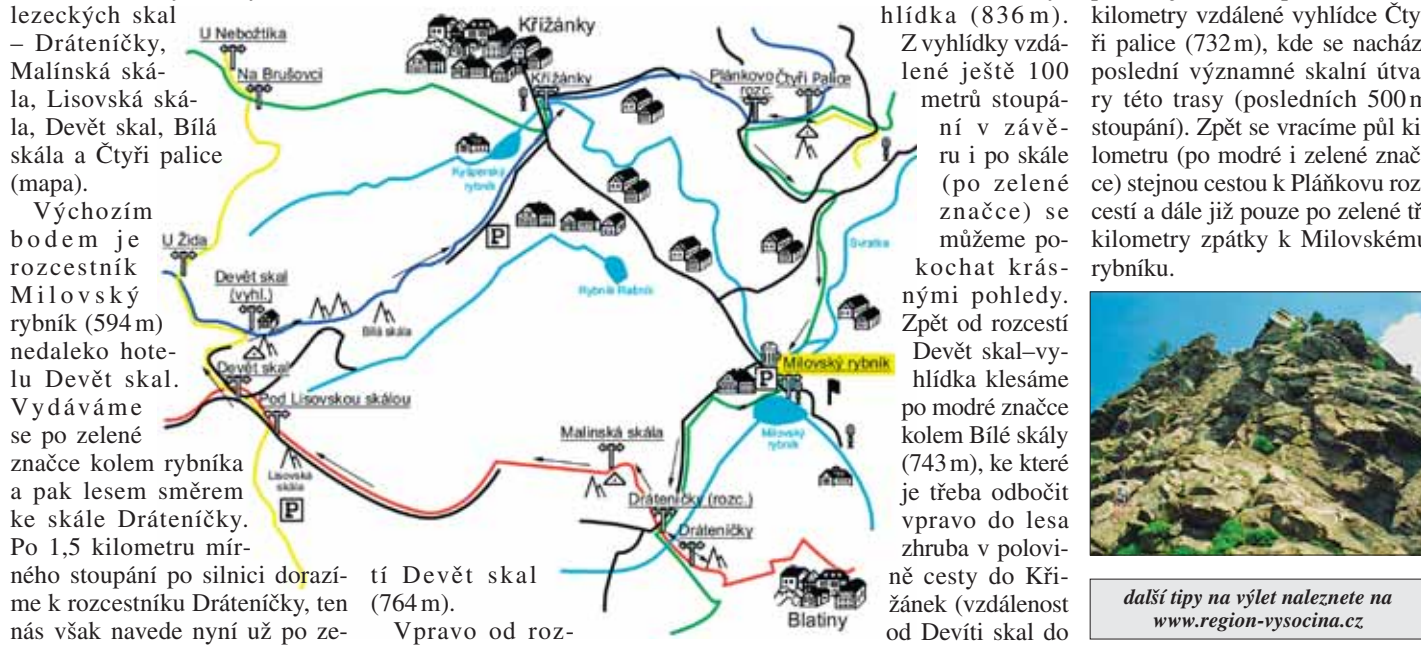 lezeckých skal
– Dráteníčky,
Malínská ská-
la, Lisovská ská-
la, Devět skal, Bílá
skála a Čtyři palice
(mapa).
Výchozím
bodem je
rozcestník
Milovský
rybník (594 m)
nedaleko hote-
lu Devět skal.
Vydáváme
se po zelené
značce kolem rybníka
a pak lesem směrem
ke skále Dráteníčky.
Po 1,5 kilometru mír-
ného stoupání po silnici dorazí-
me k rozcestníku Dráteníčky, ten
nás však navede nyní už po ze-
tí Devět skal
(764 m).
Vpravo od roz-
U Nebožtíka
Na Brušovci
Křižánky
Křižánky
Kyšperský
rybník
P
U Žida
Devět skal
(vyhl.)
Bílá skála
Rybník Ratník
Devět skal
Pod Lisovskou skálou
Lisovská
skála
P
Plánkovo
rozc.
Čtyři Palice
Svratka
Milovský rybník
P
Milovský
rybník
Malinská skála
Dráteníčky (rozc.)
Dráteníčky
Blatiny
hlídka (836 m).
Z vyhlídky vzdá-
lené ještě 100
metrů stoupá-
ní v závě-
ru i po skále
(po zelené
značce) se
můžeme po-
kochat krás-
nými pohledy.
Zpět od rozcestí
Devět skal–vy-
hlídka klesáme
po modré značce
kolem Bílé skály
(743 m), ke které
je třeba odbočit
vpravo do lesa
zhruba v polovi-
ně cesty do Kři-
žánek (vzdálenost
od Devíti skal do
kilometry vzdálené vyhlídce Čty-
ři palice (732 m), kde se nachází
poslední významné skalní útva-
ry této trasy (posledních 500 m
stoupání). Zpět se vracíme půl ki-
lometru (po modré i zelené znač-
ce) stejnou cestou k Pláňkovu roz-
cestí a dále již pouze po zelené tři
kilometry zpátky k Milovskému
rybníku.
další tipy na výlet naleznete na
www.region-vysocina.cz